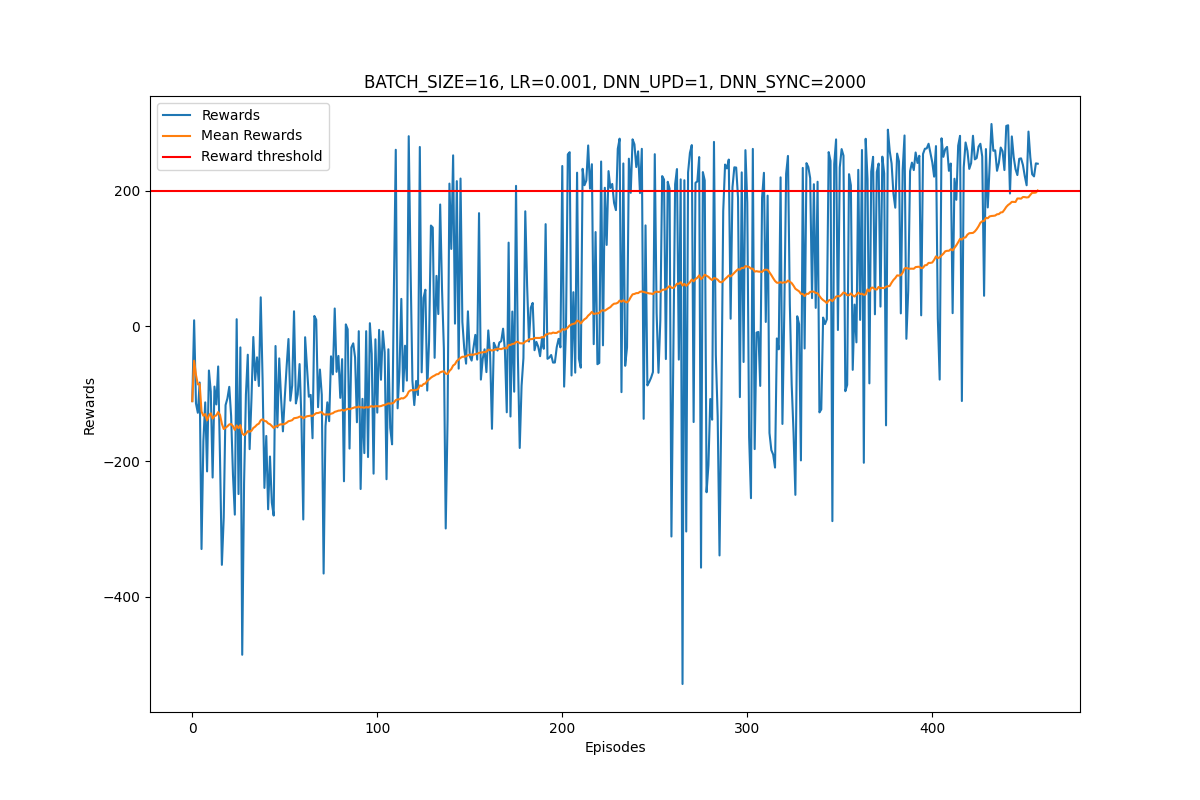 BATCH_SIZE=16, LR=0.001, DNN_UPD=1, DNN_SYNC=2000
Rewards
Mean Rewards
Reward threshold
200
0
−200
−400
Rewards
0
100
200
300
400
Episodes